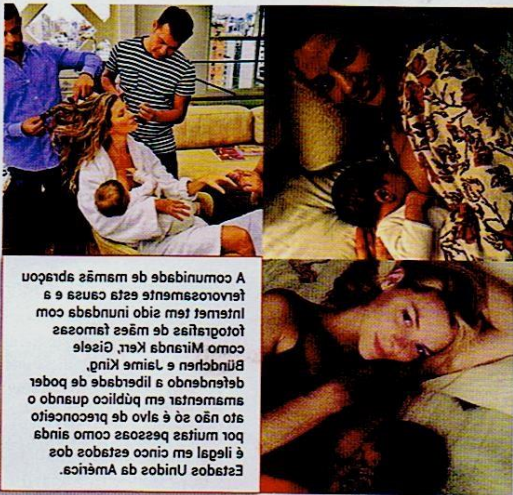 A comunidade de mamãs abraçou
fervorosamente esta causa e a
Internet tem sido inundada com
fotografias de mães famosas
como Miranda Kerr, Gisele
Bündchen e Jaime King,
defendendo a liberdade de poder
amamentar em público quando o
ato não só é alvo de preconceito
por muitas pessoas como ainda
é ilegal em cinco estados dos
Estados Unidos da América.